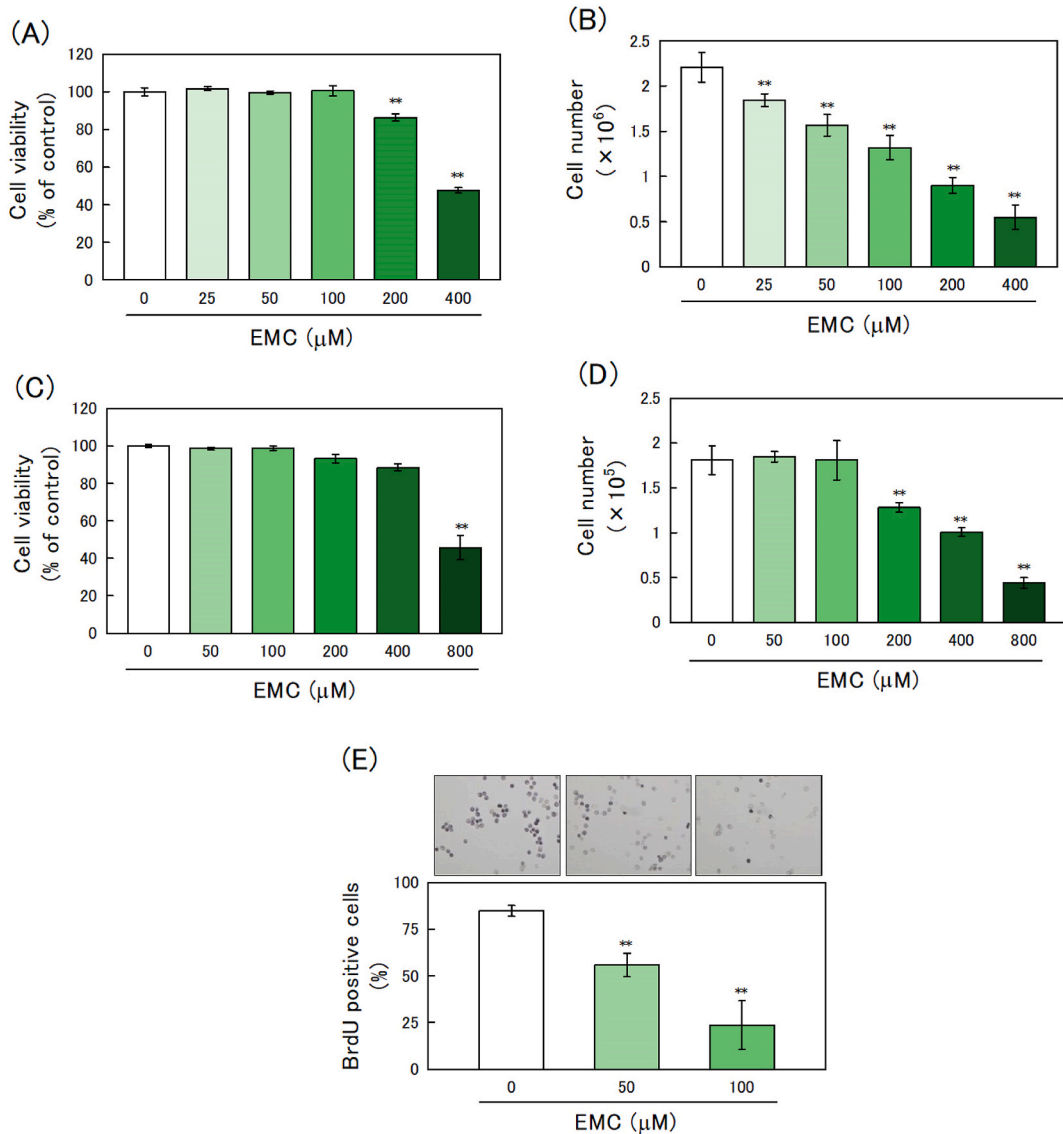 (A)
Cell viability
(% of control)
120
100
80
60
40
20
0
**
**
0 25 50 100 200 400
EMC (μM)
(B)
Cell number
(×10⁶)
2.5
2
1.5
1
0.5
0
**
**
**
**
**
0 25 50 100 200 400
EMC (μM)
(C)
Cell viability
(% of control)
120
100
80
60
40
20
0
**
0 50 100 200 400 800
EMC (μM)
(D)
Cell number
(×10⁵)
2.5
2
1.5
1
0.5
0
**
**
**
0 50 100 200 400 800
EMC (μM)
(E)
BrdU positive cells
(%)
100
75
50
25
0
**
**
0 50 100
EMC (μM)